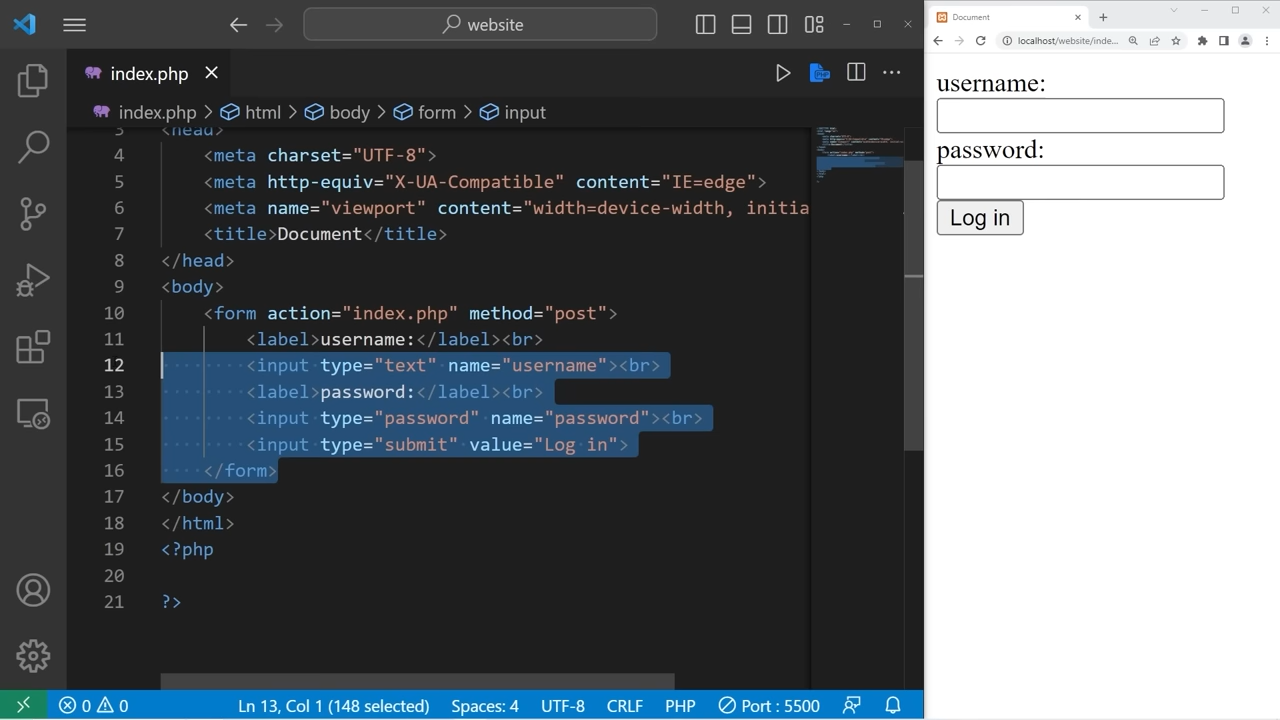 website
index.php
index.php > html > body > form > input
3 <head>
4 <meta charset="UTF-8">
5 <meta http-equiv="X-UA-Compatible" content="IE=edge">
6 <meta name="viewport" content="width=device-width, initia
7 <title>Document</title>
8 </head>
9 <body>
10 <form action="index.php" method="post">
11 <label>username:</label><br>
12 <input type="text" name="username"><br>
13 <label>password:</label><br>
14 <input type="password" name="password"><br>
15 <input type="submit" value="Log in">
16 </form>
17 </body>
18 </html>
19 <?php
20
21 ?>
0 0 Ln 13, Col 1 (148 selected) Spaces: 4 UTF-8 CRLF PHP Port : 5500
Document
localhost/website/inde...
username:
password:
Log in